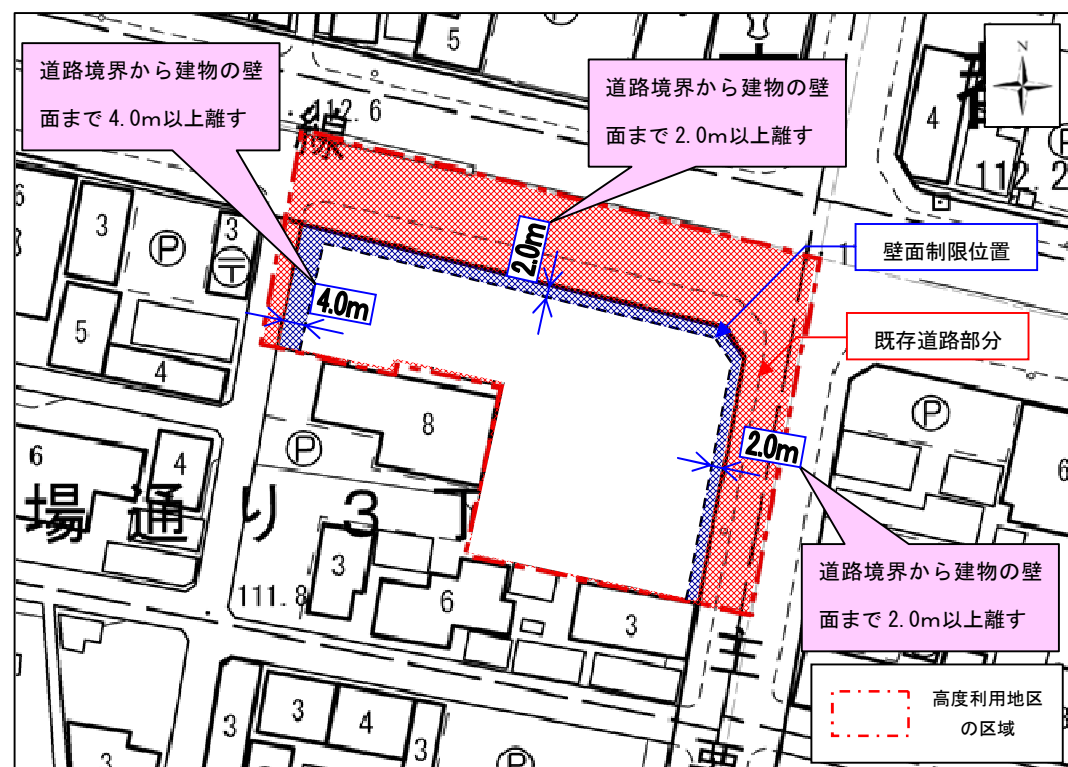 道路境界から建物の壁
面まで 4.0m以上離す
道路境界から建物の壁
面まで 2.0m以上離す
N
5
112.6
線
4
112.2
6
3
P
3
〒
5
4
2.0m
4.0m
壁面制限位置
既存道路部分
P
8
6
4
P
2.0m
6
場通り3丁
3
111.8
6
3
道路境界から建物の壁
面まで 2.0m以上離す
高度利用地区
の区域
3
3
4
3
3
P